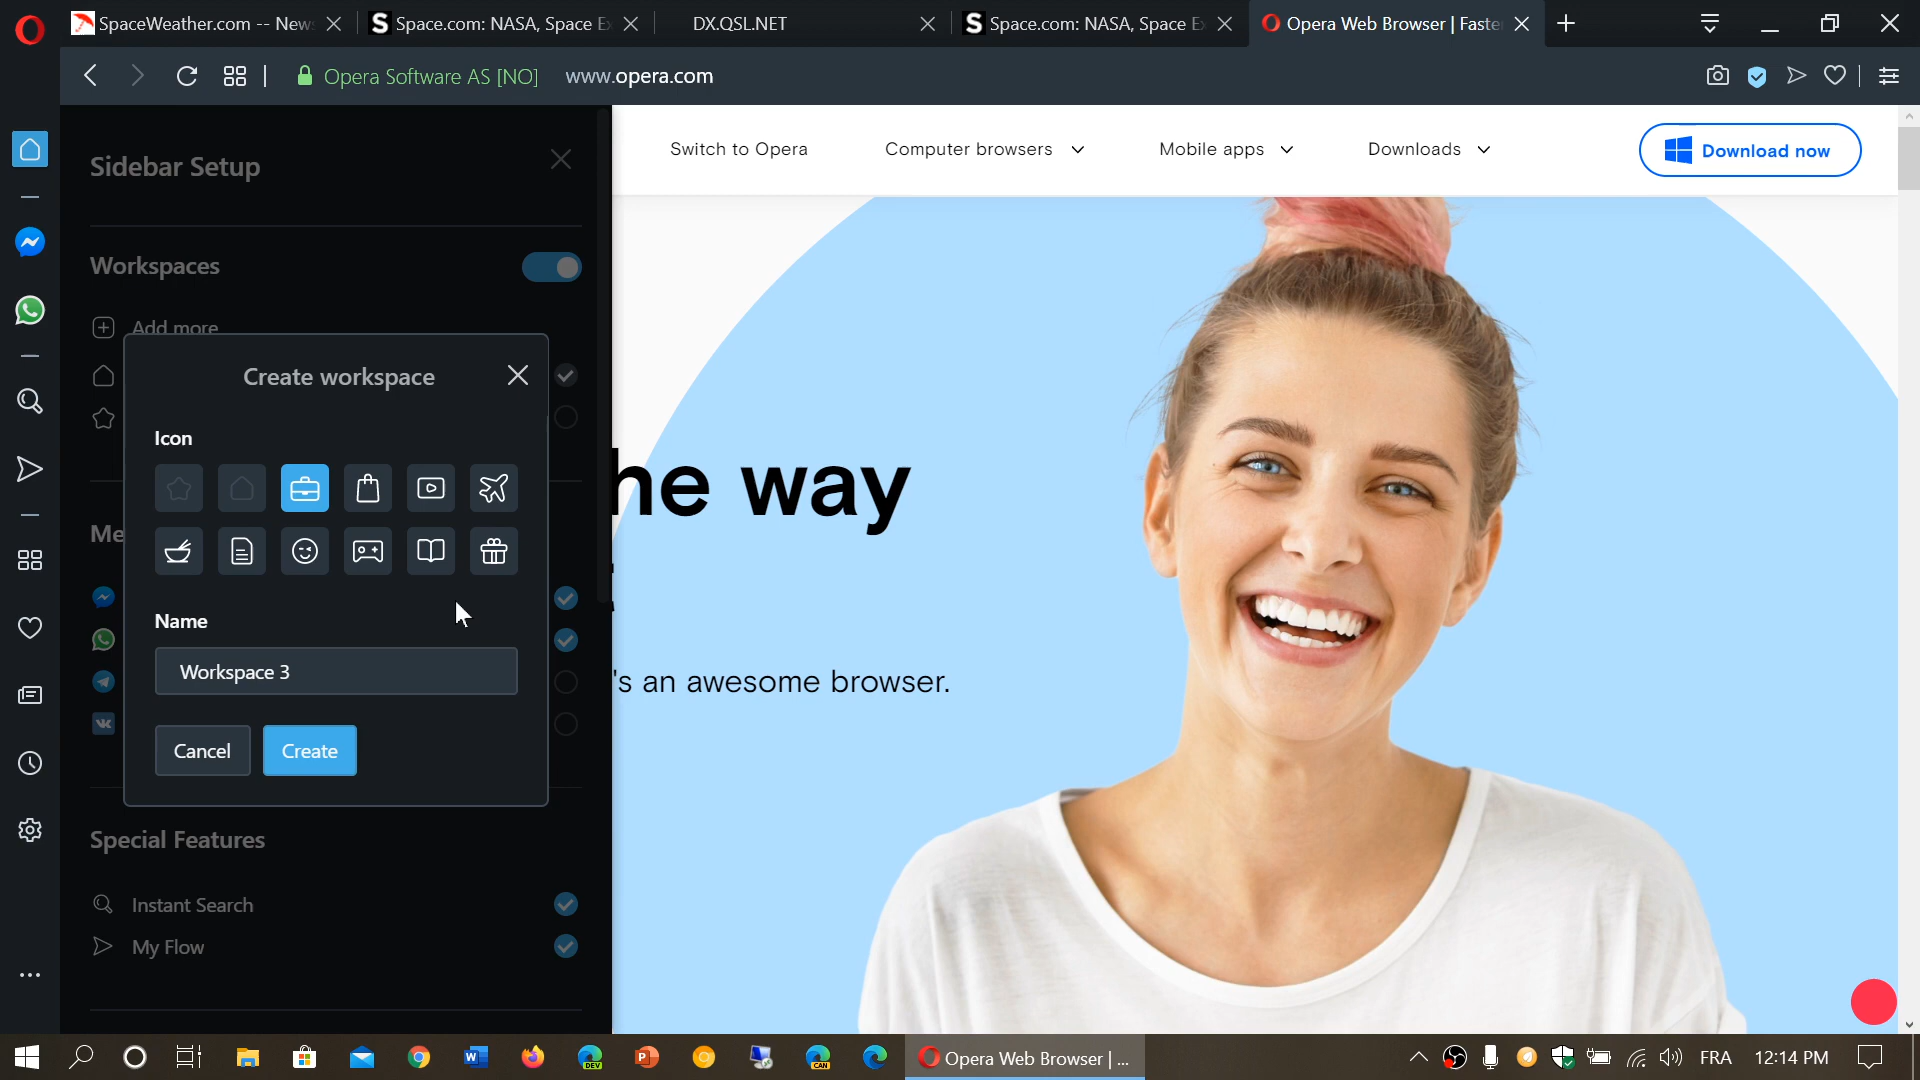 SpaceWeather.com -- New
Space.com: NASA, Space E
DX.QSL.NET
Space.com: NASA, Space E
Opera Web Browser | Faste
Opera Software AS [NO]
www.opera.com
Sidebar Setup
Workspaces
Add more
Create workspace
Icon
Me
Name
Workspace 3
Cancel
Create
Special Features
Instant Search
My Flow
Switch to Opera
Computer browsers
Mobile apps
Downloads
Download now
he way
's an awesome browser.
DEV
CAN
Opera Web Browser | ...
FRA
12:14 PM